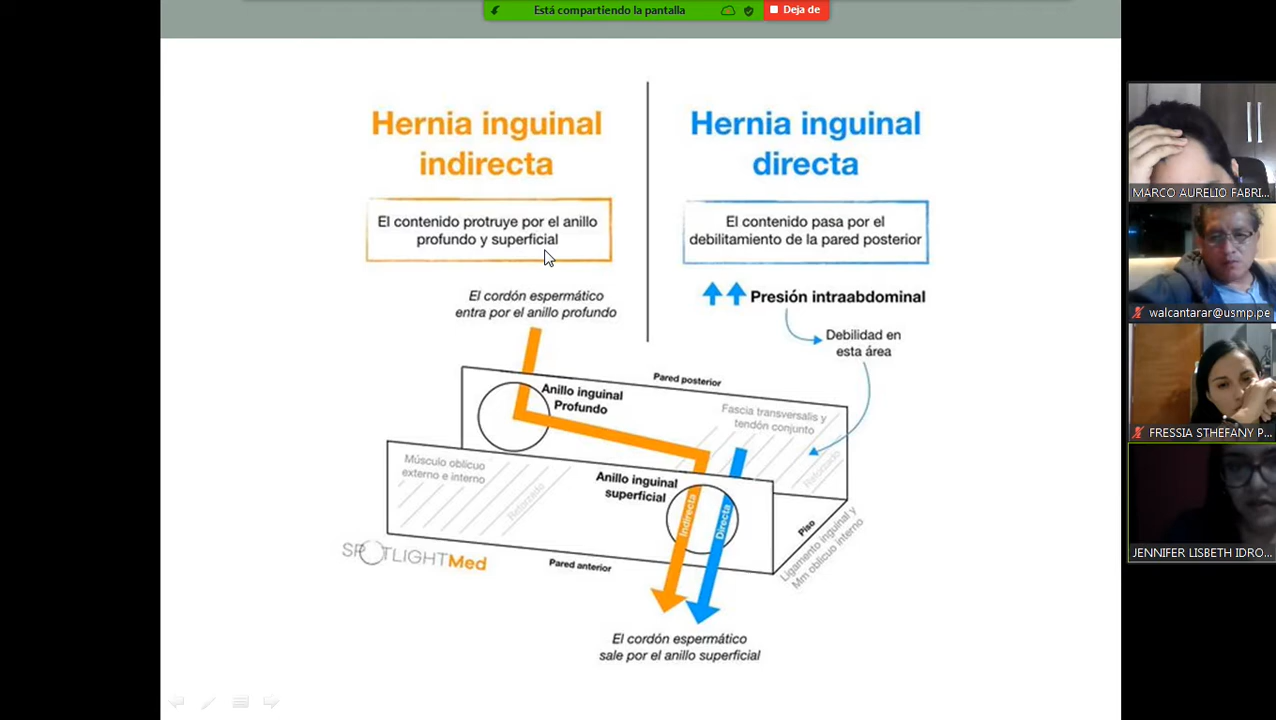 Está compartiendo la pantalla
Deja de
Hernia inguinal
indirecta
El contenido protruye por el anillo
profundo y superficial
El cordón espermático
entra por el anillo profundo
Hernia inguinal
directa
El contenido pasa por el
debilitamiento de la pared posterior
Presión intraabdominal
Debilidad en
esta área
Pared posterior
Anillo inguinal
Profundo
Fascia transversalis y
tendón conjunto
Reforzado
Músculo oblicuo
externo e interno
Reforzado
Anillo inguinal
superficial
Indirecta
Directa
Piso
Ligamento inguinal y
Mm oblicuo interno
Pared anterior
SPOTLIGHTMed
El cordón espermático
sale por el anillo superficial
MARCO AURELIO FABRI...
walcantarar@usmp.pe
FRESSIA STHEFANY P...
JENNIFER LISBETH IDRO...